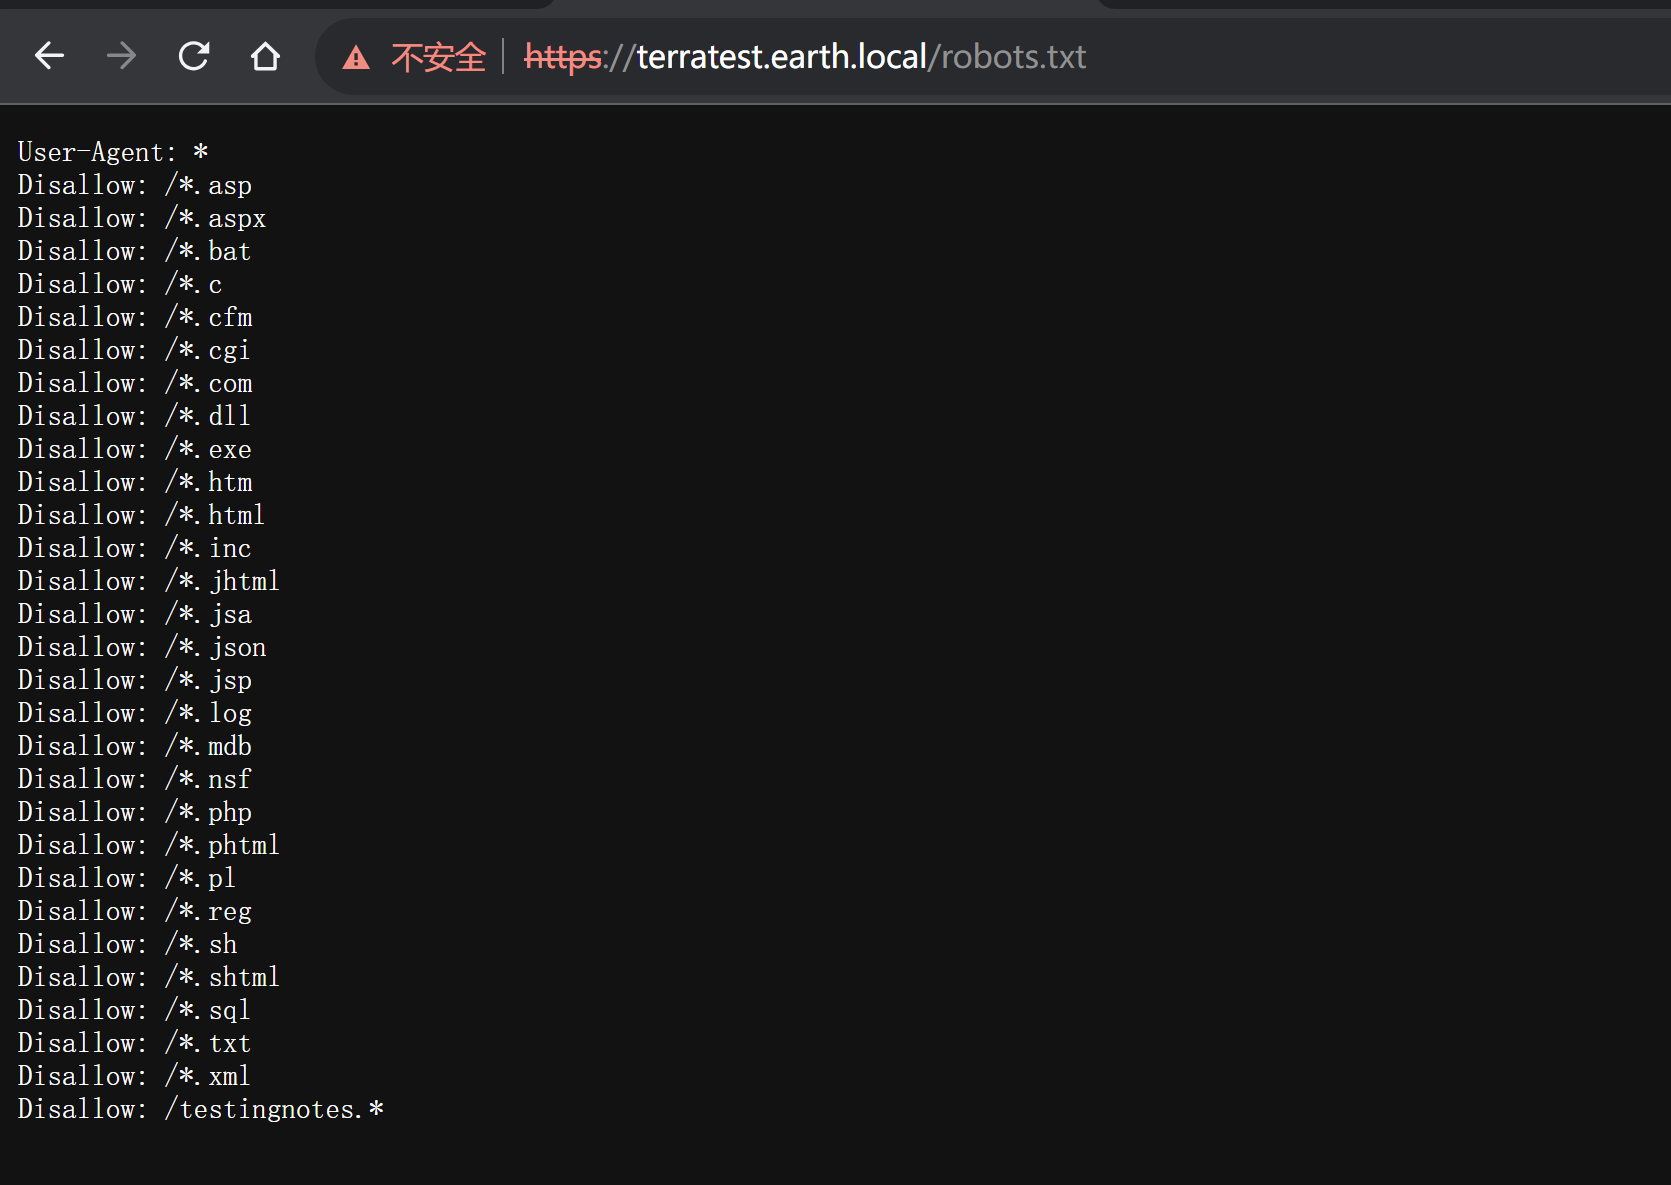 不安全 https://terratest.earth.local/robots.txt
User-Agent: *
Disallow: /*.asp
Disallow: /*.aspx
Disallow: /*.bat
Disallow: /*.c
Disallow: /*.cfm
Disallow: /*.cgi
Disallow: /*.com
Disallow: /*.dll
Disallow: /*.exe
Disallow: /*.htm
Disallow: /*.html
Disallow: /*.inc
Disallow: /*.jhtml
Disallow: /*.jsa
Disallow: /*.json
Disallow: /*.jsp
Disallow: /*.log
Disallow: /*.mdb
Disallow: /*.nsf
Disallow: /*.php
Disallow: /*.phtml
Disallow: /*.pl
Disallow: /*.reg
Disallow: /*.sh
Disallow: /*.shtml
Disallow: /*.sql
Disallow: /*.txt
Disallow: /*.xml
Disallow: /testingnotes.*